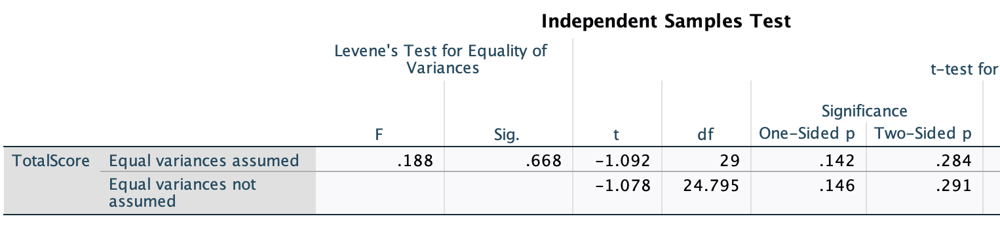 Independent Samples Test
Levene's Test for Equality of
Variances
t-test for
Significance
F Sig. t df One-Sided p Two-Sided p
TotalScore Equal variances assumed .188 .668 -1.092 29 .142 .284
Equal variances not
assumed -1.078 24.795 .146 .291